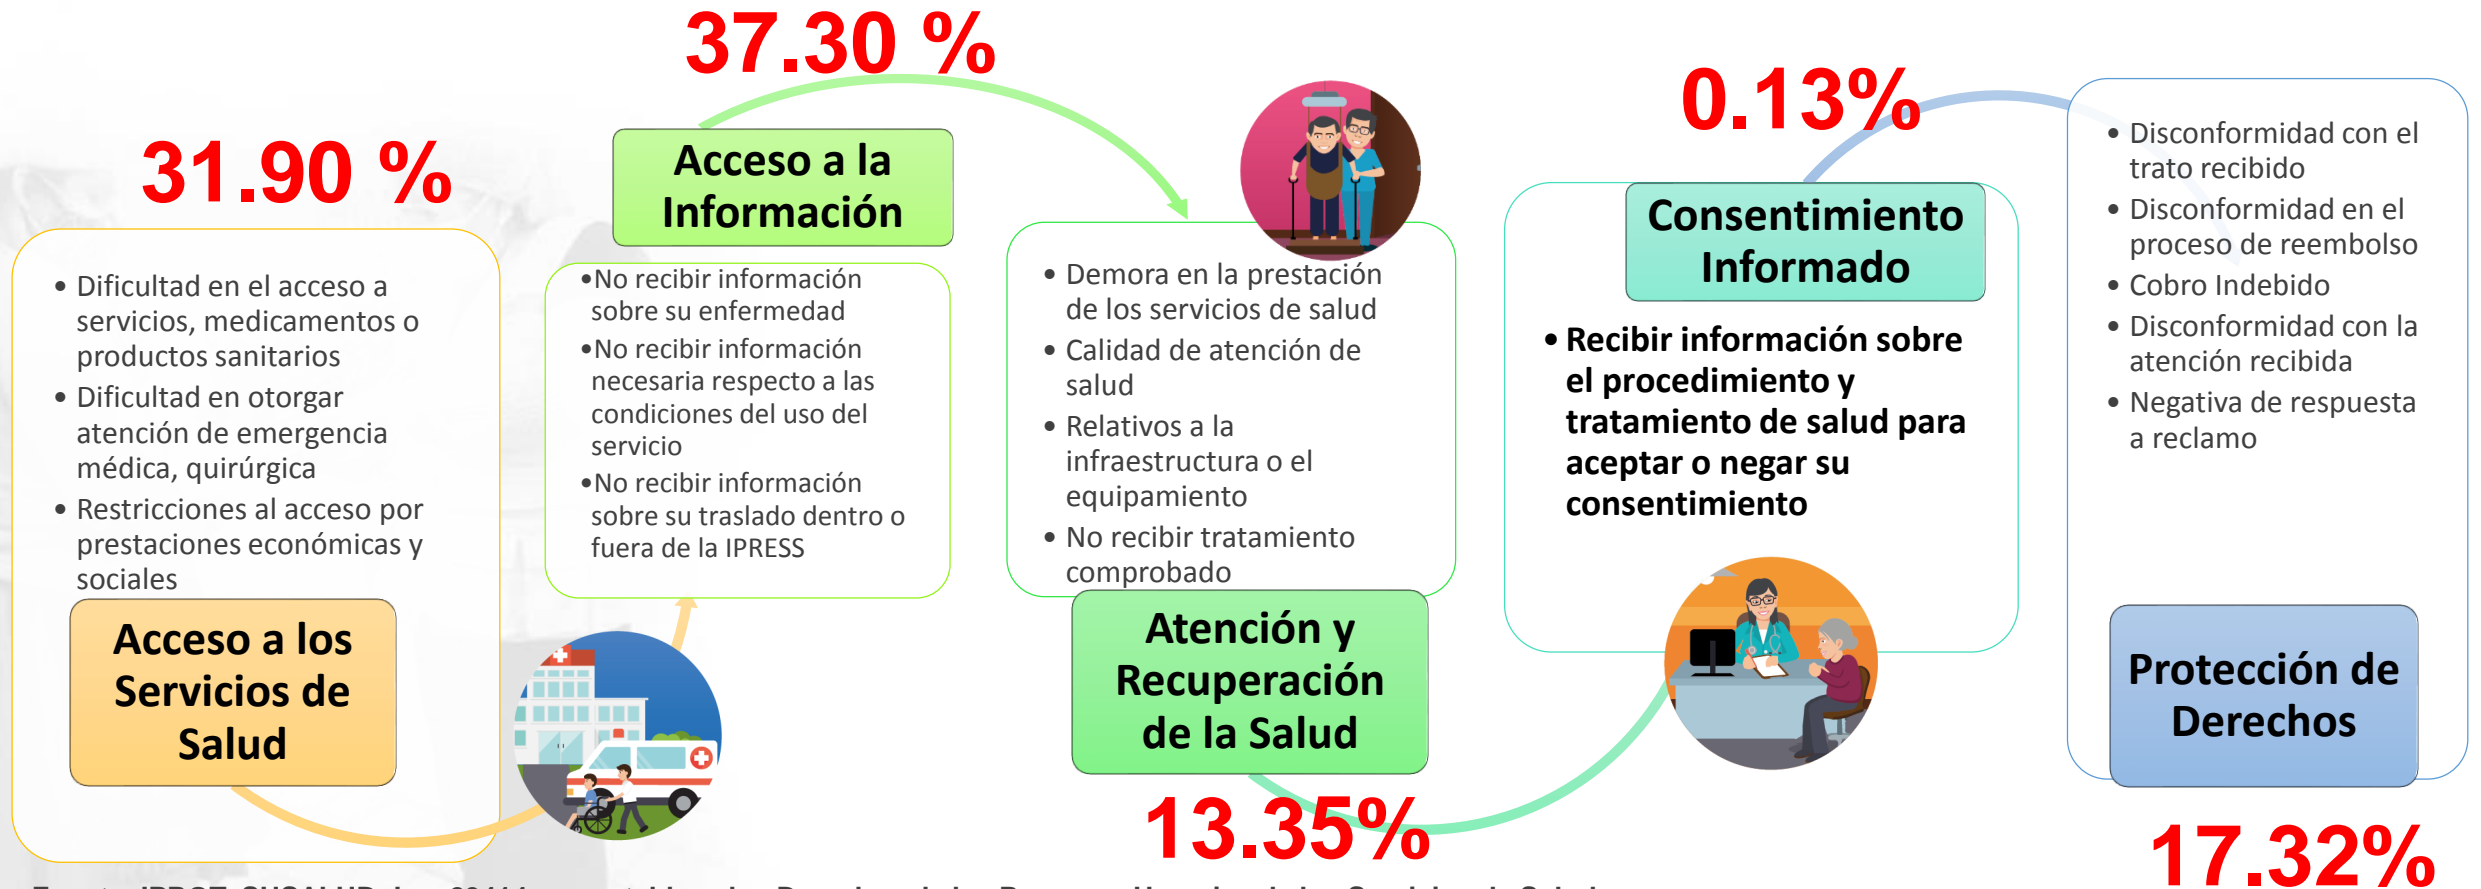 31.90 %
• Dificultad en el acceso a
servicios, medicamentos o
productos sanitarios
• Dificultad en otorgar
atención de emergencia
médica, quirúrgica
• Restricciones al acceso por
prestaciones económicas y
sociales
Acceso a los
Servicios de
Salud
37.30 %
Acceso a la
Información
•No recibir información
sobre su enfermedad
•No recibir información
necesaria respecto a las
condiciones del uso del
servicio
•No recibir información
sobre su traslado dentro o
fuera de la IPRESS
• Demora en la prestación
de los servicios de salud
• Calidad de atención de
salud
• Relativos a la
infraestructura o el
equipamiento
• No recibir tratamiento
comprobado
Atención y
Recuperación
de la Salud
13.35%
0.13%
Consentimiento
Informado
• Recibir información sobre
el procedimiento y
tratamiento de salud para
aceptar o negar su
consentimiento
• Disconformidad con el
trato recibido
• Disconformidad en el
proceso de reembolso
• Cobro Indebido
• Disconformidad con la
atención recibida
• Negativa de respuesta
a reclamo
Protección de
Derechos
17.32%